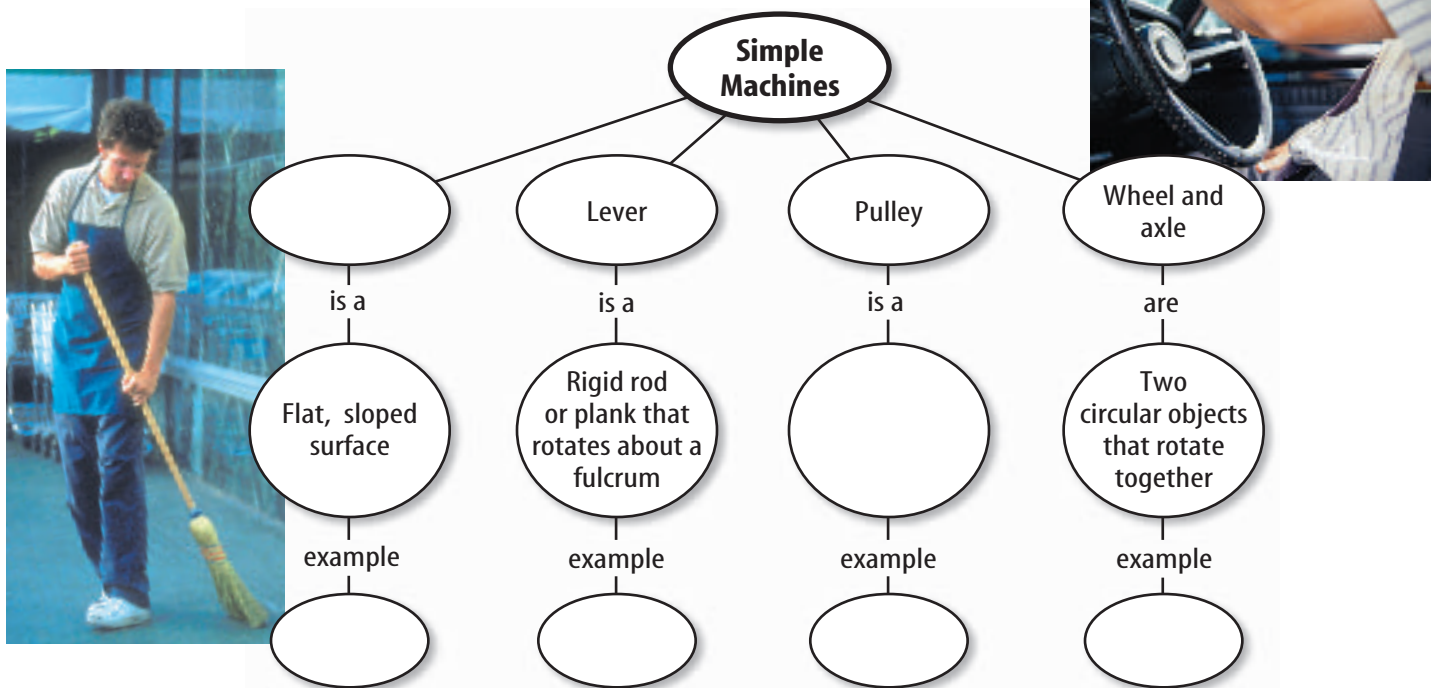 Simple
Machines
Lever
Pulley
Wheel and
axle
is a
is a
is a
are
Flat, sloped
surface
Rigid rod
or plank that
rotates about a
fulcrum
Two
circular objects
that rotate
together
example
example
example
example